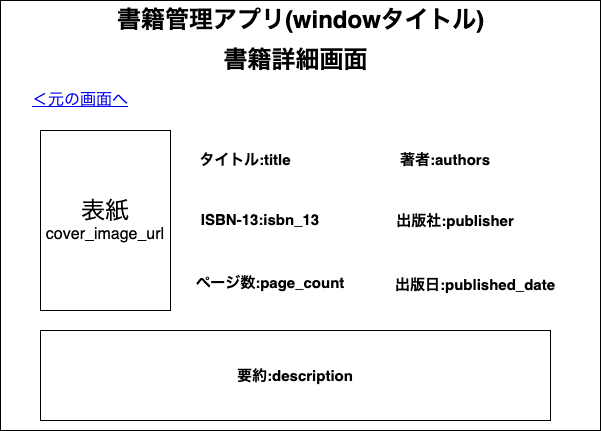 書籍管理アプリ(windowタイトル)
書籍詳細画面
＜元の画面へ
タイトル:title
著者:authors
表紙
cover_image_url
ISBN-13:isbn_13
出版社:publisher
ページ数:page_count
出版日:published_date
要約:description